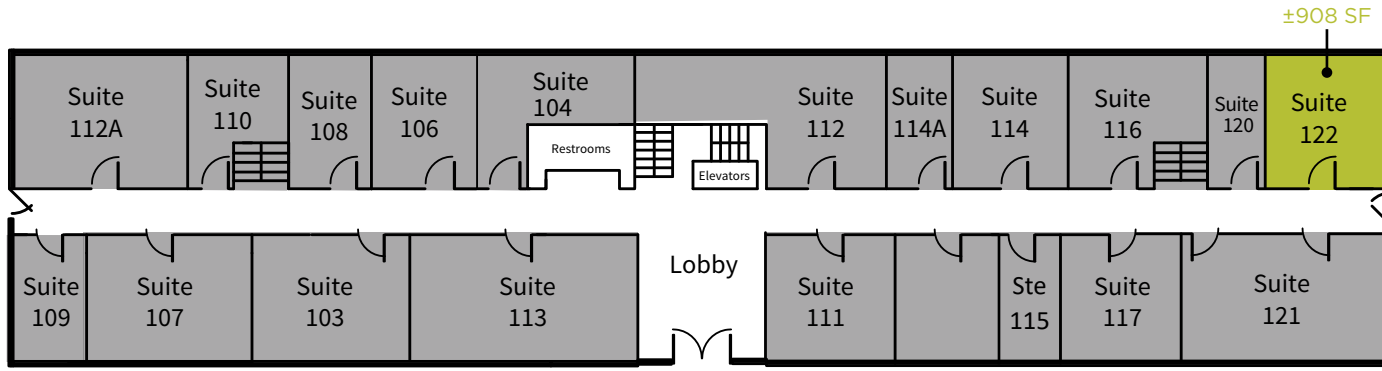 ±908 SF
Suite
112A
Suite
110
Suite
108
Suite
106
Suite
104
Restrooms
Elevators
Suite
112
Suite
114A
Suite
114
Suite
116
Suite
120
Suite
122
Suite
109
Suite
107
Suite
103
Suite
113
Lobby
Suite
111
Ste
115
Suite
117
Suite
121